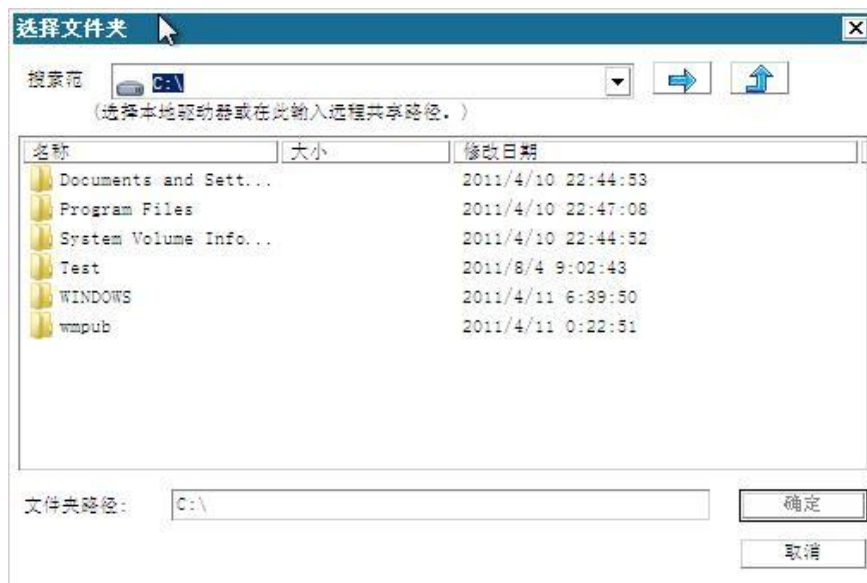 选择文件夹
搜索范 C:\
(选择本地驱动器或在此输入远程共享路径。)
名称 大小 修改日期
Documents and Sett... 2011/4/10 22:44:53
Program Files 2011/4/10 22:47:08
System Volume Info... 2011/4/10 22:44:52
Test 2011/8/4 9:02:43
WINDOWS 2011/4/11 6:39:50
wmpub 2011/4/11 0:22:51
文件夹路径: C:\ 确定
取消